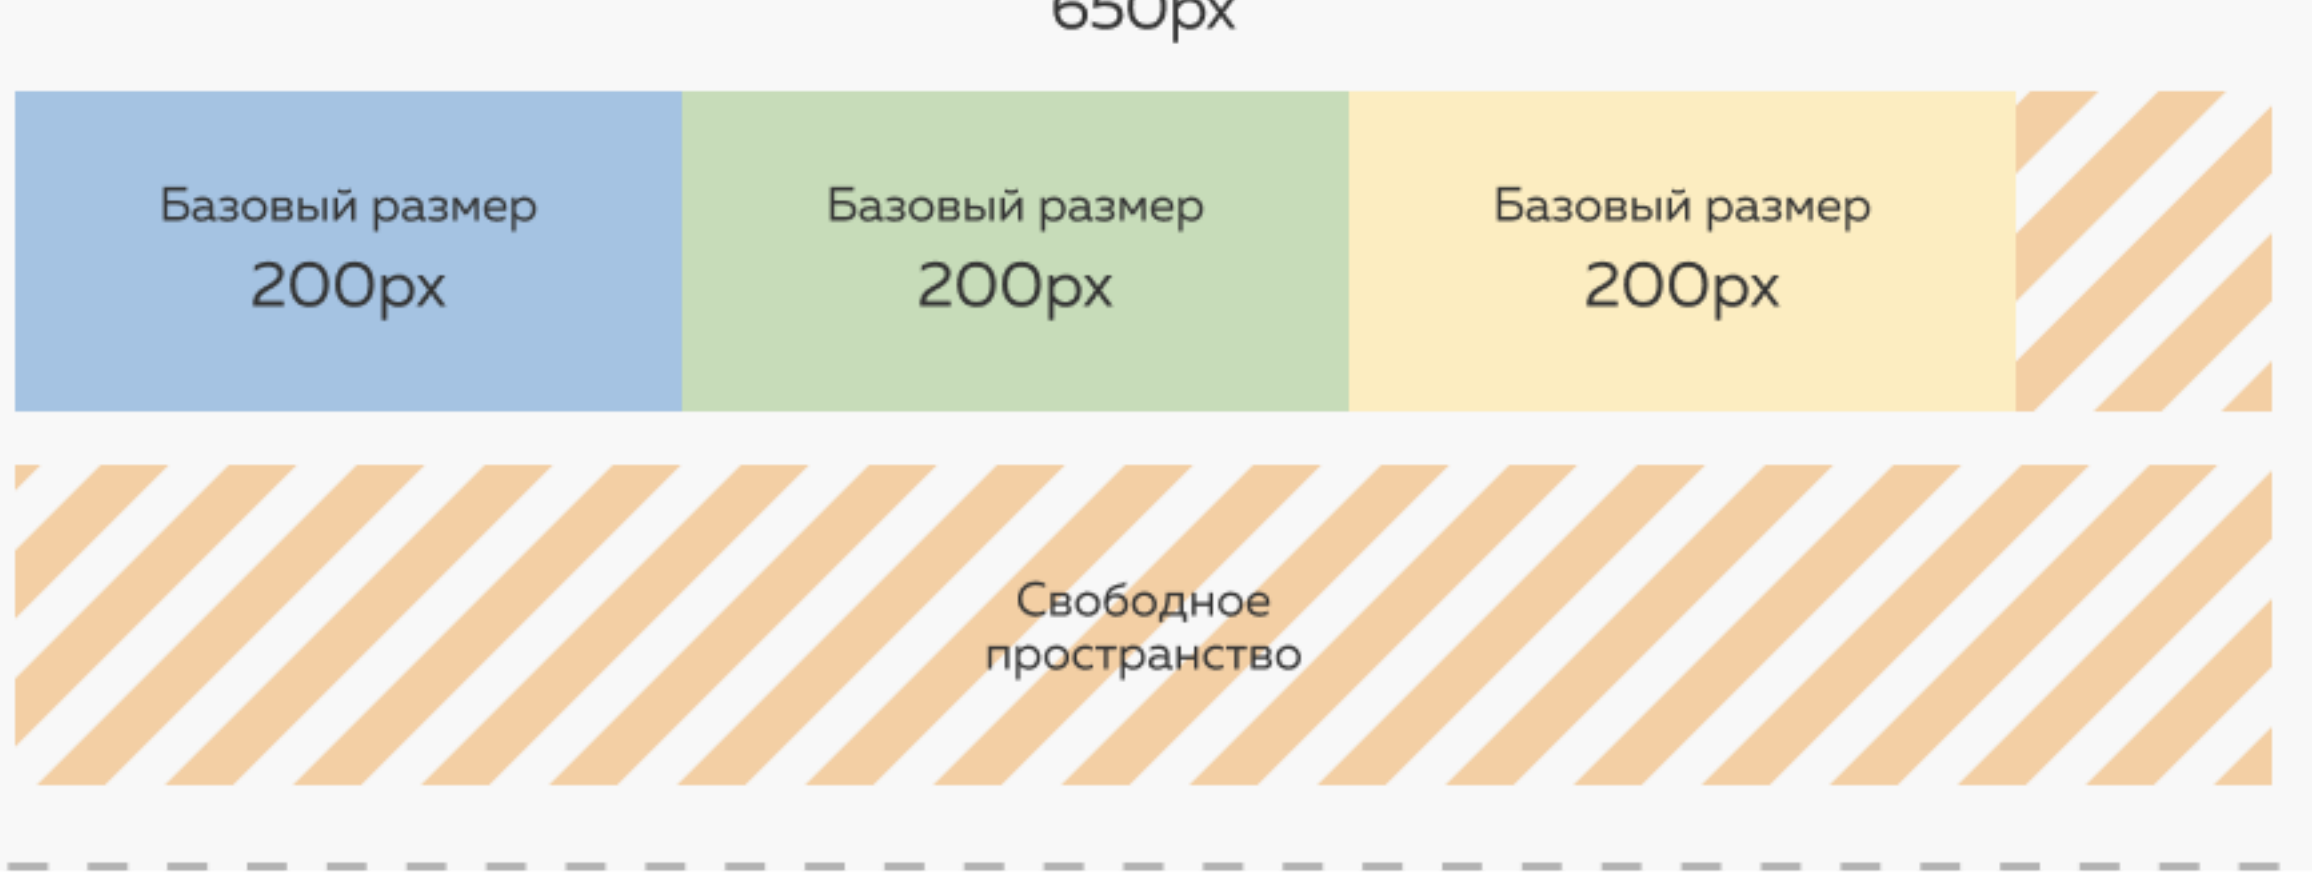 650px
Базовый размер
200px
Базовый размер
200px
Базовый размер
200px
Свободное
пространство